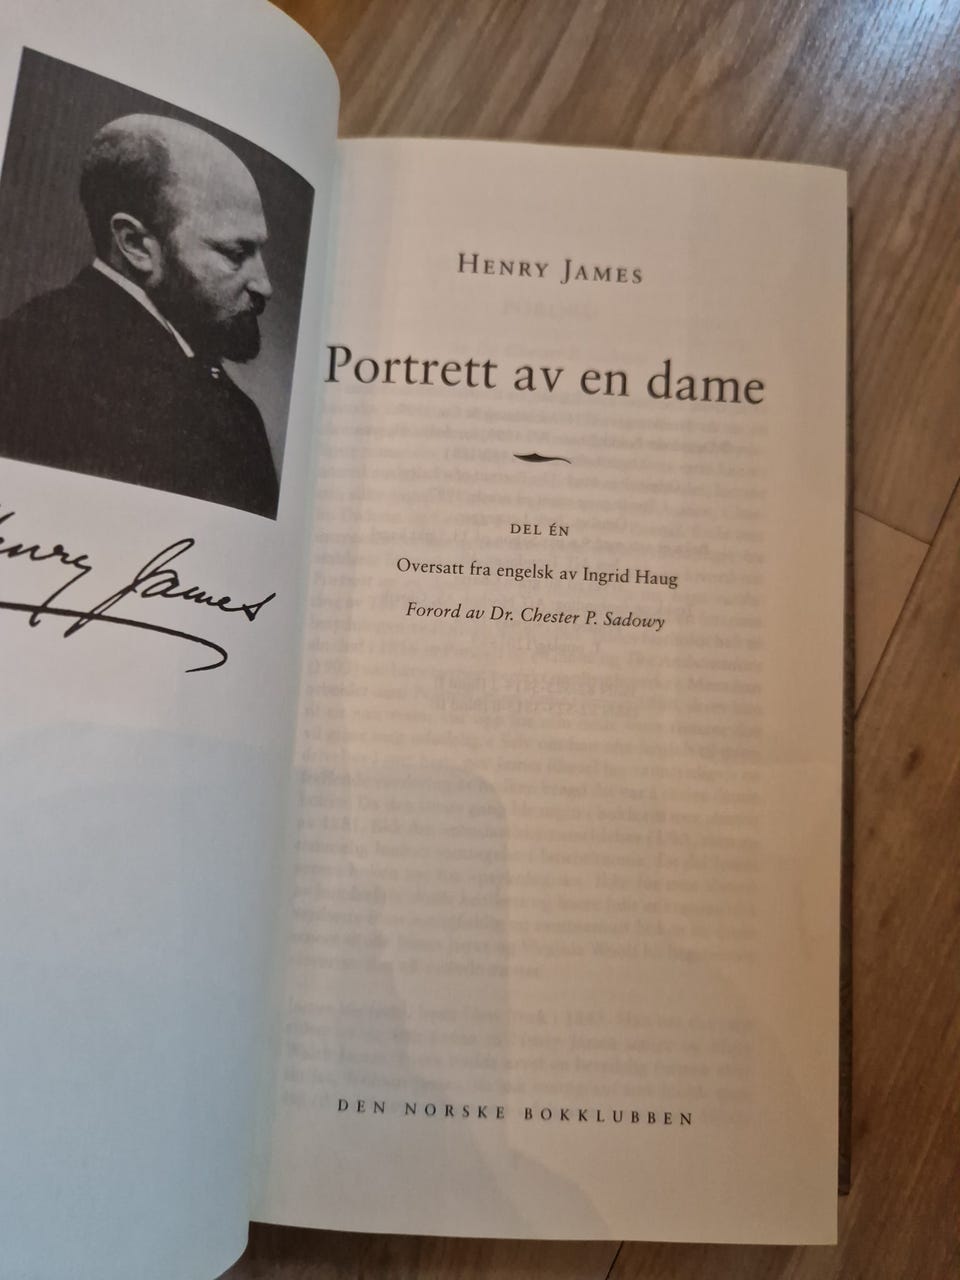 Henry James
HENRY JAMES
Portrett av en dame
DEL ÉN
Oversatt fra engelsk av Ingrid Haug
Forord av Dr. Chester P. Sadowy
DEN NORSKE BOKKLUBBEN